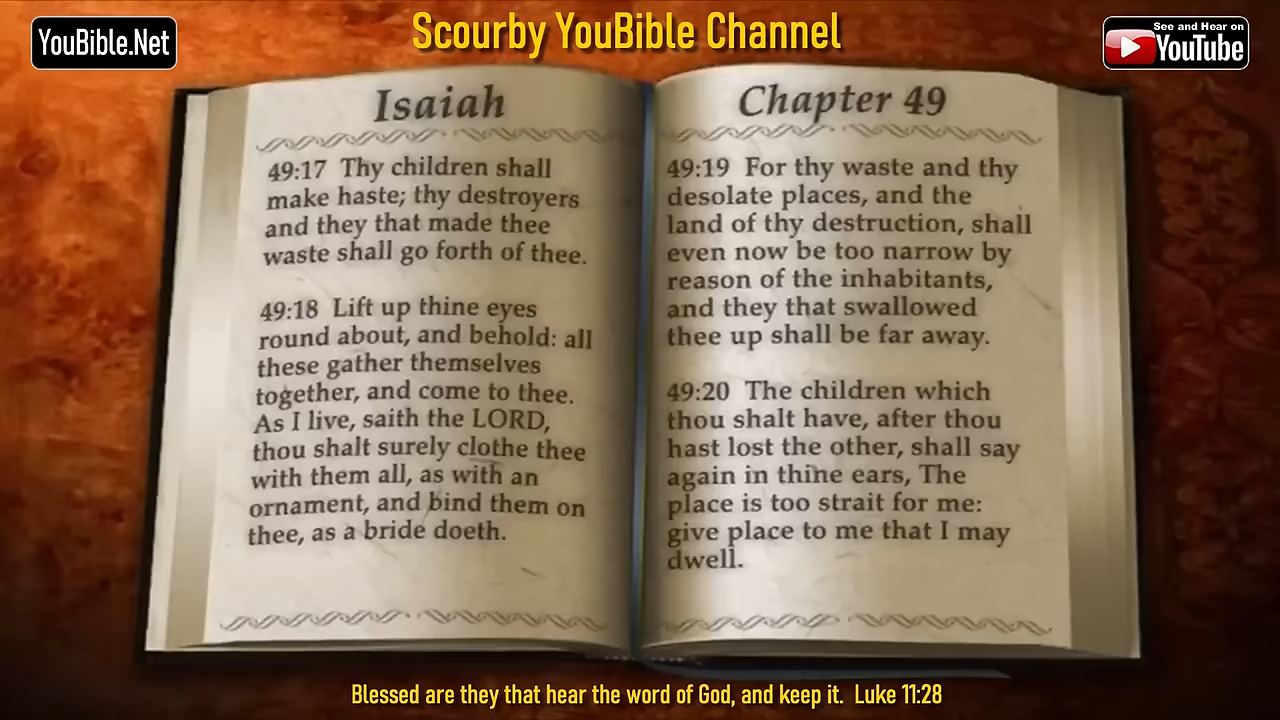 Scourby YouBible Channel
YouBible.Net
See and Hear on
YouTube
Isaiah
49:17 Thy children shall
make haste; thy destroyers
and they that made thee
waste shall go forth of thee.
49:18 Lift up thine eyes
round about, and behold: all
these gather themselves
together, and come to thee.
As I live, saith the LORD,
thou shalt surely clothe thee
with them all, as with an
ornament, and bind them on
thee, as a bride doeth.
Chapter 49
49:19 For thy waste and thy
desolate places, and the
land of thy destruction, shall
even now be too narrow by
reason of the inhabitants,
and they that swallowed
thee up shall be far away.
49:20 The children which
thou shalt have, after thou
hast lost the other, shall say
again in thine ears, The
place is too strait for me:
give place to me that I may
dwell.
Blessed are they that hear the word of God, and keep it. Luke 11:28